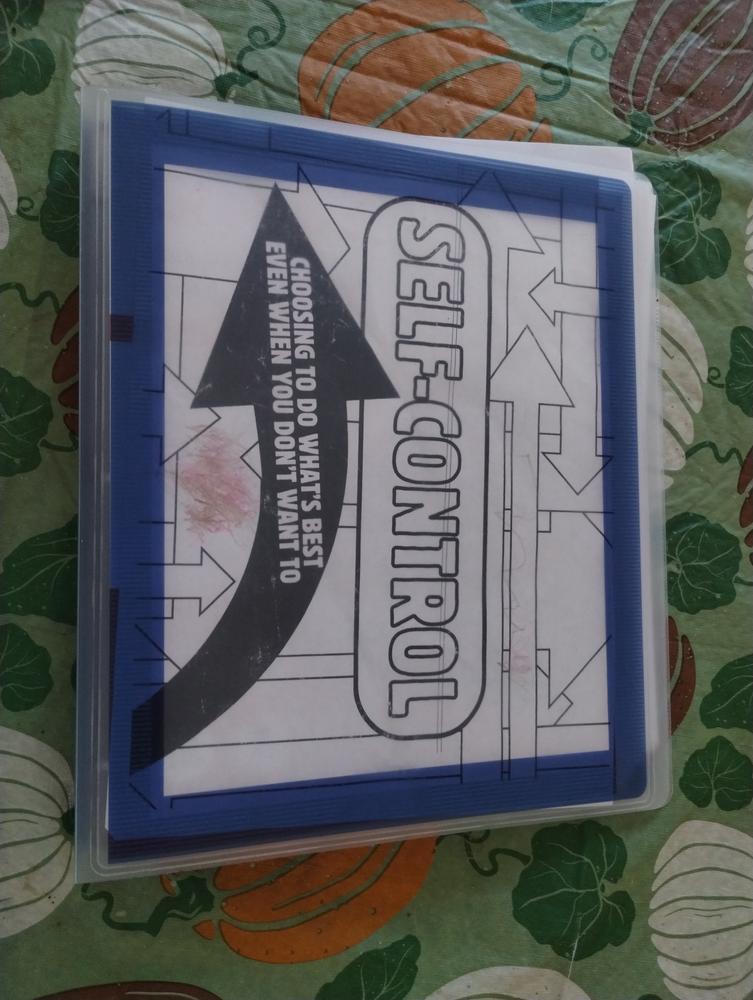 SELF-CONTROL
CHOOSING TO DO WHAT'S BEST
EVEN WHEN YOU DON'T WANT TO